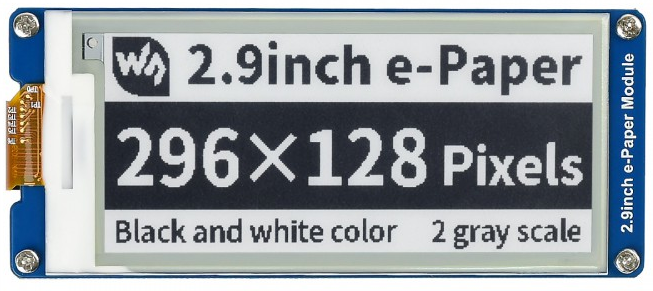 2.9inch e-Paper
296×128 Pixels
Black and white color 2 gray scale
2.9inch e-Paper Module